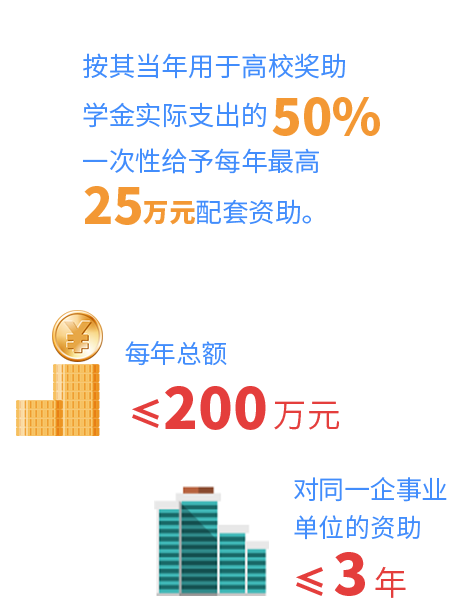 按其当年用于高校奖助
学金实际支出的50%
一次性给予每年最高
25万元配套资助。
¥
每年总额
≤200万元
对同一企事业
单位的资助
≤3年